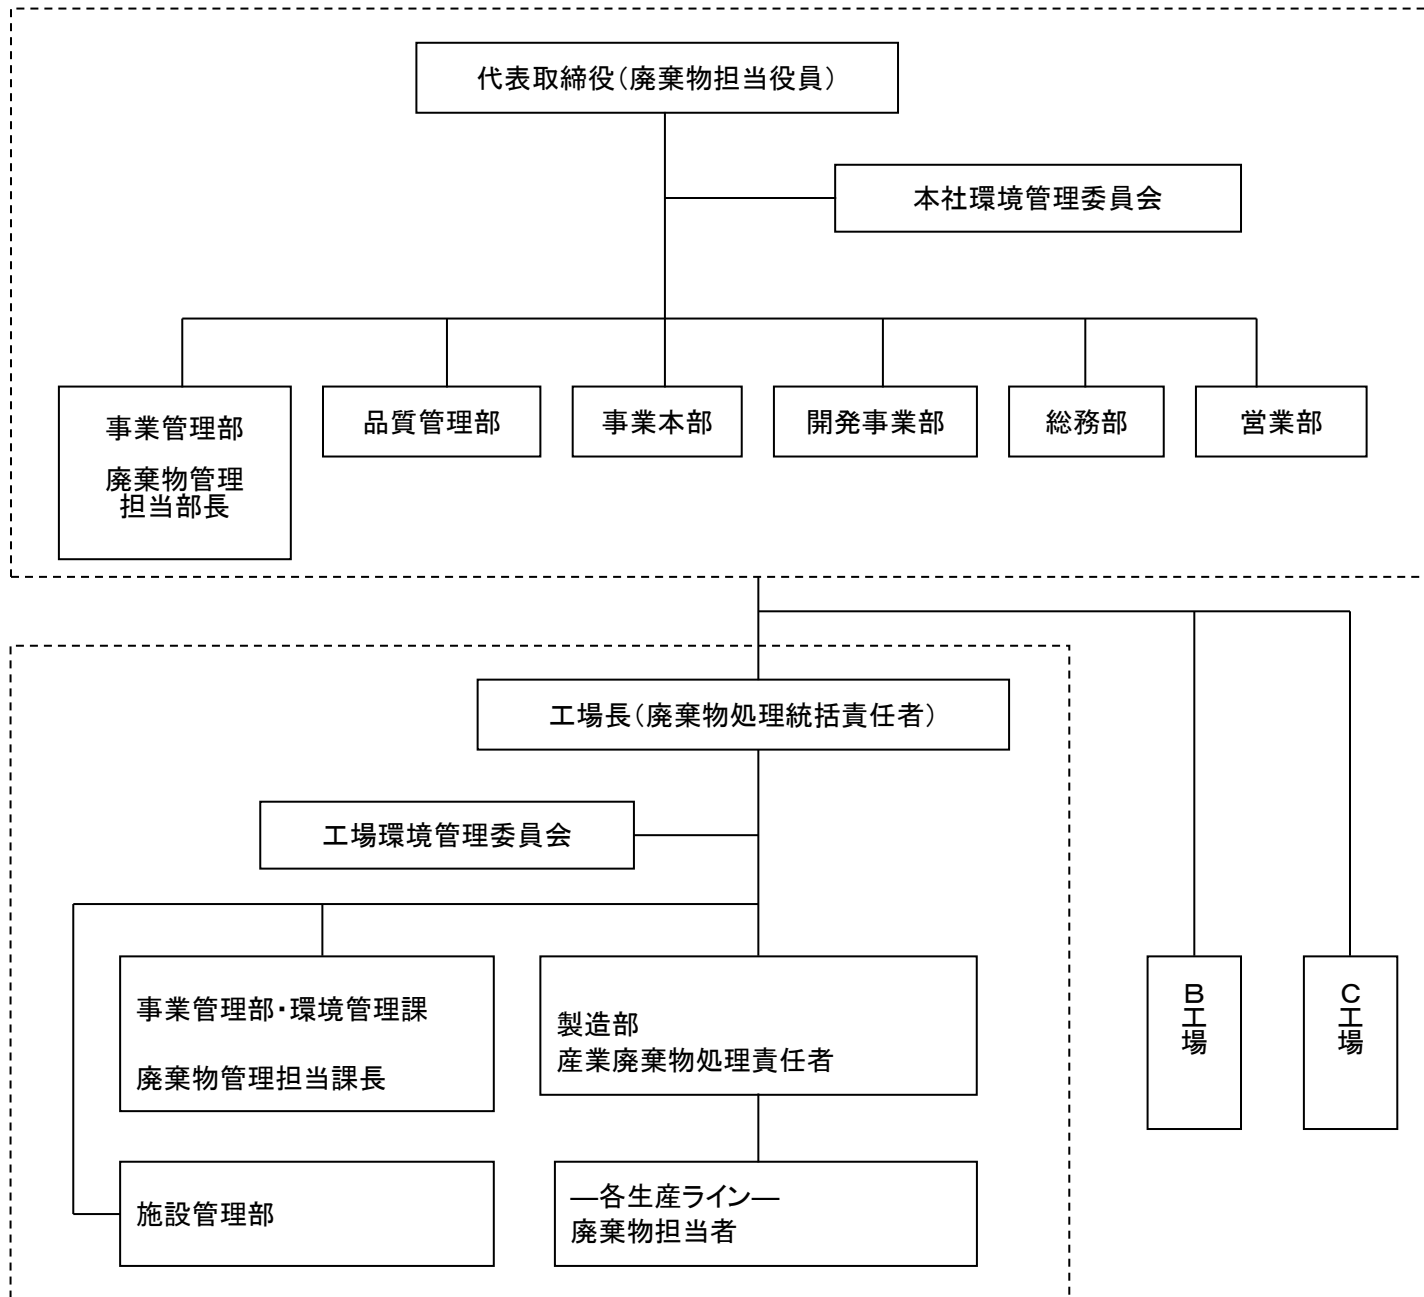 代表取締役（廃棄物担当役員）
本社環境管理委員会
事業管理部
廃棄物管理
担当部長
品質管理部
事業本部
開発事業部
総務部
営業部
工場長（廃棄物処理統括責任者）
工場環境管理委員会
事業管理部・環境管理課
廃棄物管理担当課長
製造部
産業廃棄物処理責任者
B工場
C工場
施設管理部
―各生産ライン―
廃棄物担当者